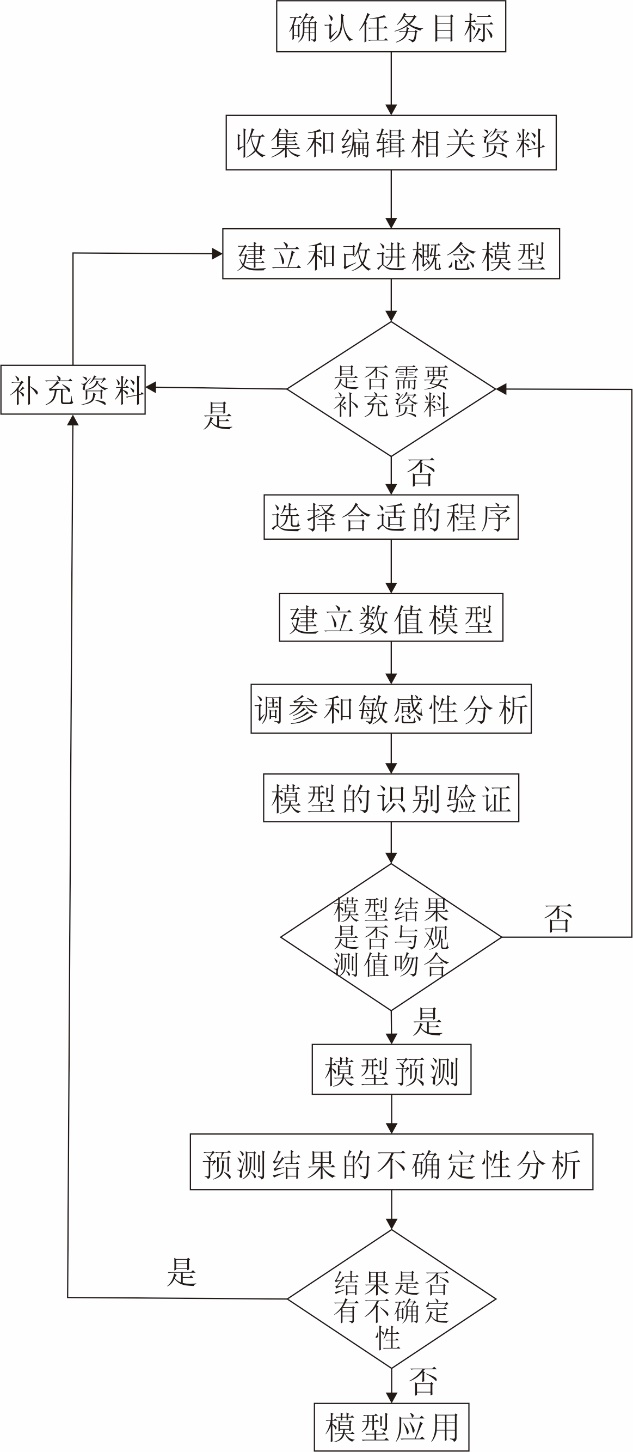 确认任务目标
收集和编辑相关资料
建立和改进概念模型
是否需要
补充资料
补充资料
是
否
选择合适的程序
建立数值模型
调参和敏感性分析
模型的识别验证
模型结果
是否与观
测值吻合
否
是
模型预测
预测结果的不确定性分析
是
结果是否
有不确定
性
否
模型应用